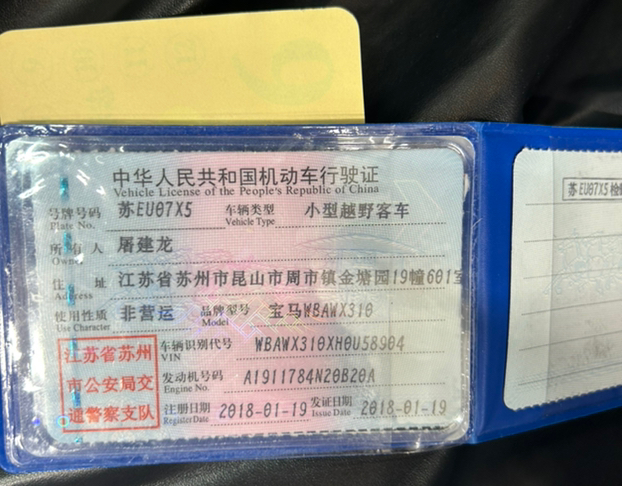 中华人民共和国机动车行驶证
Vehicle License of the People's Republic of China
号牌号码 苏EU07X5 车辆类型 小型越野客车
Plate No. Vehicle Type
所有人 屠建龙
Owner
住址 江苏省苏州市昆山市周市镇金塘园19幢601室
Address
使用性质 非营运 品牌型号 宝马WBAWX310
Use Character Model
江苏省苏州
市公安局交
通警察支队
车辆识别代号 WBAWX310XH0U58904
VIN
发动机号码 A1911784N20B20A
Engine No.
注册日期 2018-01-19 发证日期 2018-01-19
Register Date Issue Date
苏EU07X5 检